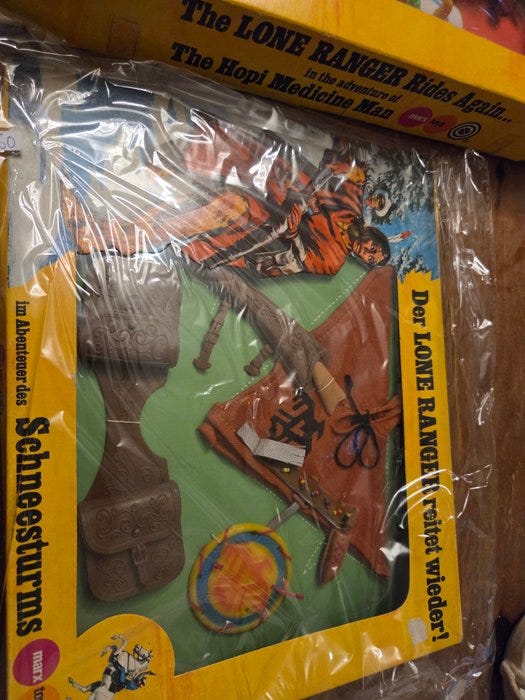 The LONE RANGER Rides Again...
in the adventure of
The Hopi Medicine Man
marx toys
Der LONE RANGER reitet wieder!
im Abenteuer des
Schneesturms
marx